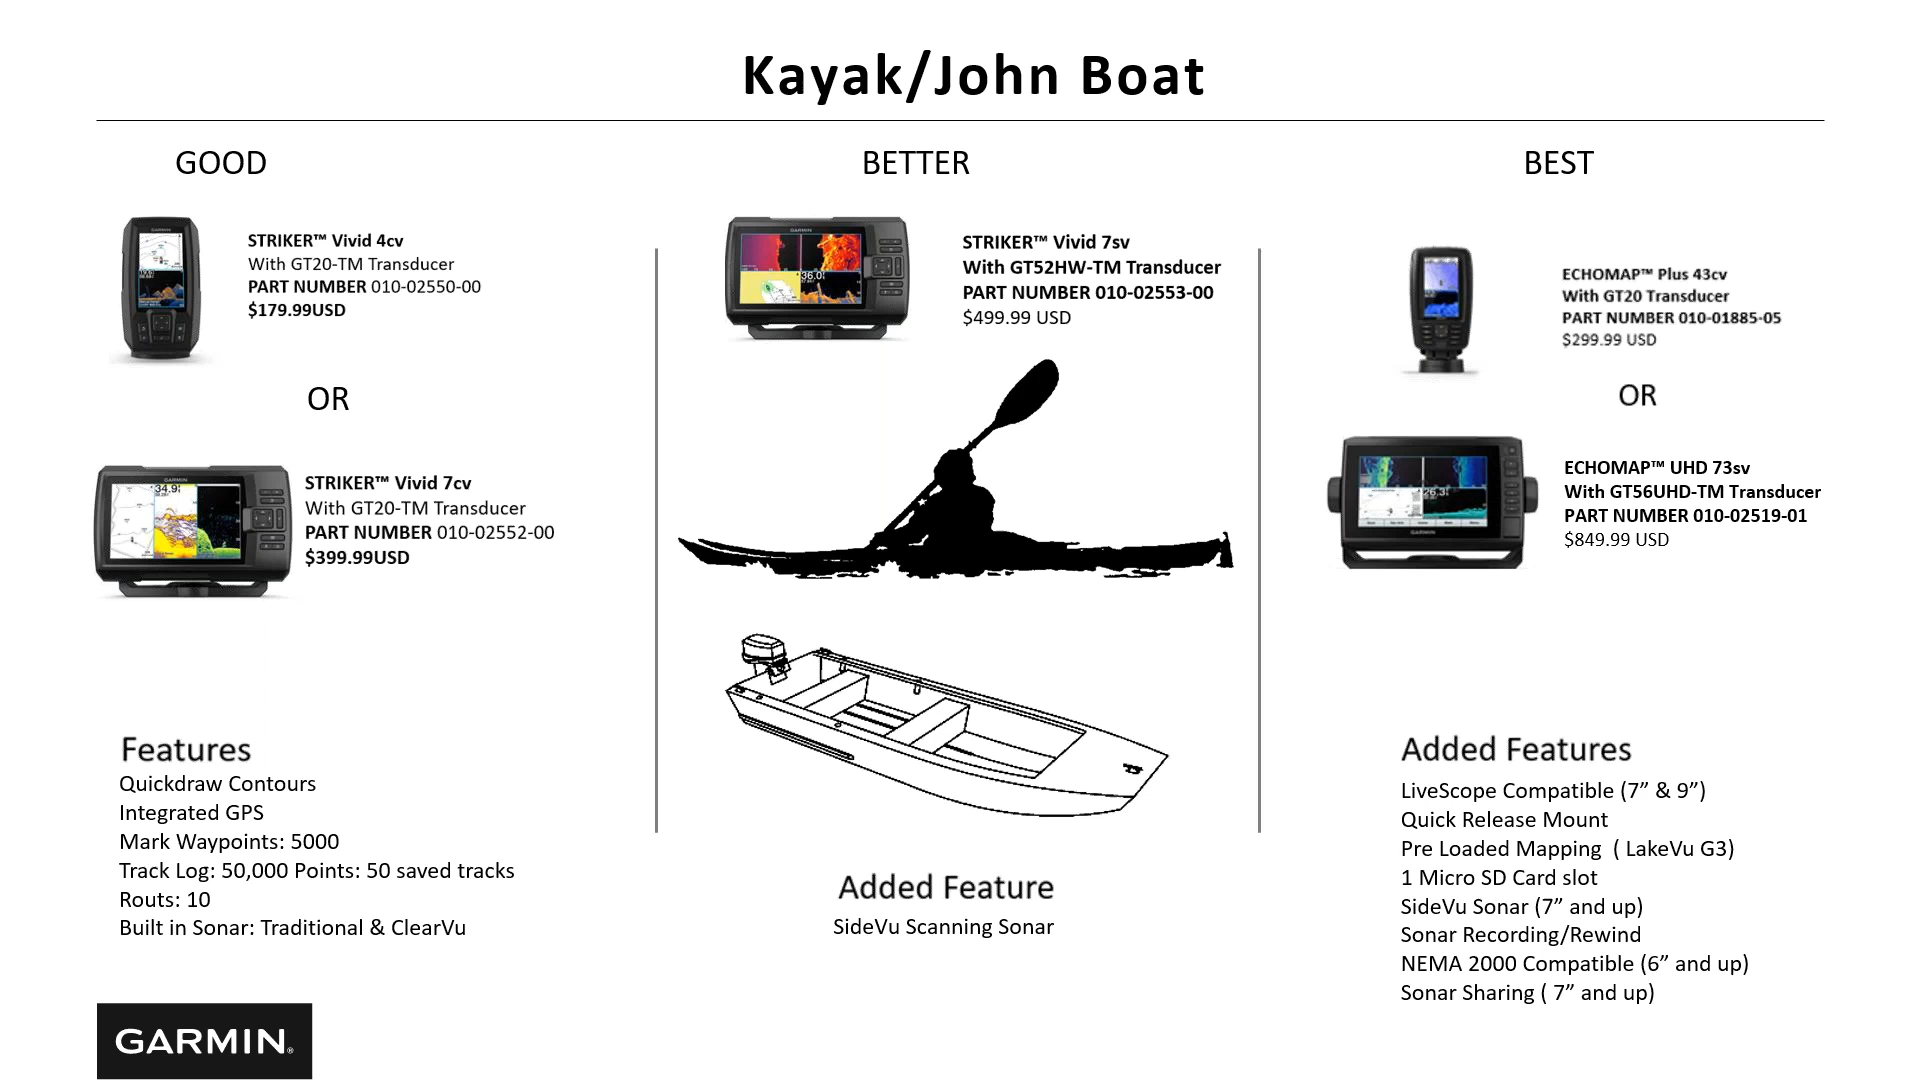 Kayak/John Boat
GOOD
STRIKER™ Vivid 4cv
With GT20-TM Transducer
PART NUMBER 010-02550-00
$179.99USD
OR
STRIKER™ Vivid 7cv
With GT20-TM Transducer
PART NUMBER 010-02552-00
$399.99USD
Features
Quickdraw Contours
Integrated GPS
Mark Waypoints: 5000
Track Log: 50,000 Points: 50 saved tracks
Routs: 10
Built in Sonar: Traditional & ClearVu
BETTER
STRIKER™ Vivid 7sv
With GT52HW-TM Transducer
PART NUMBER 010-02553-00
$499.99 USD
Added Feature
SideVu Scanning Sonar
BEST
ECHOMAP™ Plus 43cv
With GT20 Transducer
PART NUMBER 010-01885-05
$299.99 USD
OR
ECHOMAP™ UHD 73sv
With GT56UHD-TM Transducer
PART NUMBER 010-02519-01
$849.99 USD
Added Features
LiveScope Compatible (7” & 9”)
Quick Release Mount
Pre Loaded Mapping ( LakeVu G3)
1 Micro SD Card slot
SideVu Sonar (7” and up)
Sonar Recording/Rewind
NEMA 2000 Compatible (6” and up)
Sonar Sharing ( 7” and up)
GARMIN®